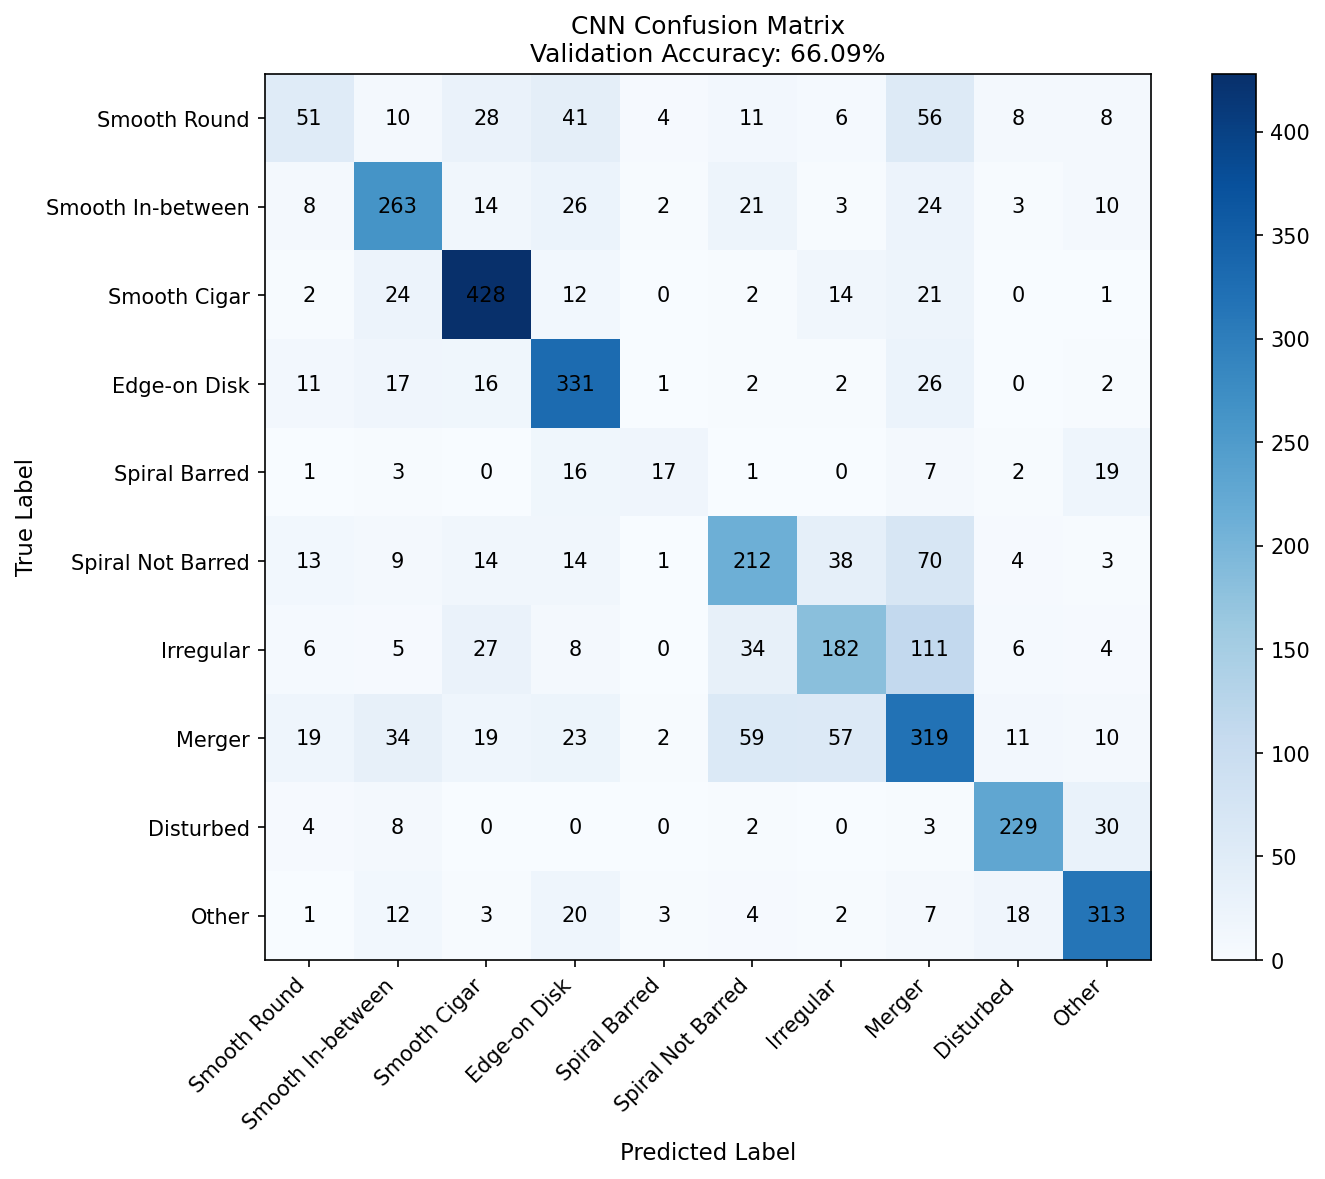 CNN Confusion Matrix
Validation Accuracy: 66.09%
Smooth Round 51 10 28 41 4 11 6 56 8 8
Smooth In-between 8 263 14 26 2 21 3 24 3 10
Smooth Cigar 2 24 428 12 0 2 14 21 0 1
Edge-on Disk 11 17 16 331 1 2 2 26 0 2
Spiral Barred 1 3 0 16 17 1 0 7 2 19
Spiral Not Barred 13 9 14 14 1 212 38 70 4 3
Irregular 6 5 27 8 0 34 182 111 6 4
Merger 19 34 19 23 2 59 57 319 11 10
Disturbed 4 8 0 0 0 2 0 3 229 30
Other 1 12 3 20 3 4 2 7 18 313
True Label
Smooth Round
Smooth In-between
Smooth Cigar
Edge-on Disk
Spiral Barred
Spiral Not Barred
Irregular
Merger
Disturbed
Other
Predicted Label
400
350
300
250
200
150
100
50
0